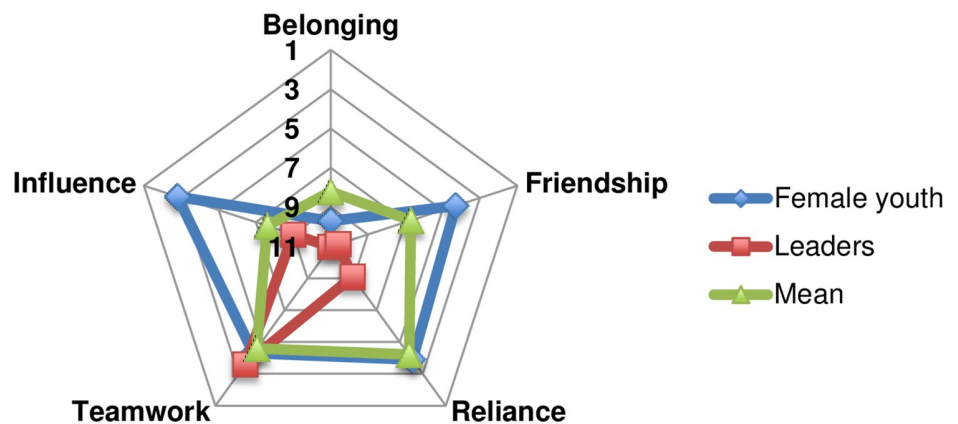 Belonging
1
3
5
7
9
11
Influence
Friendship
Teamwork
Reliance
Female youth
Leaders
Mean